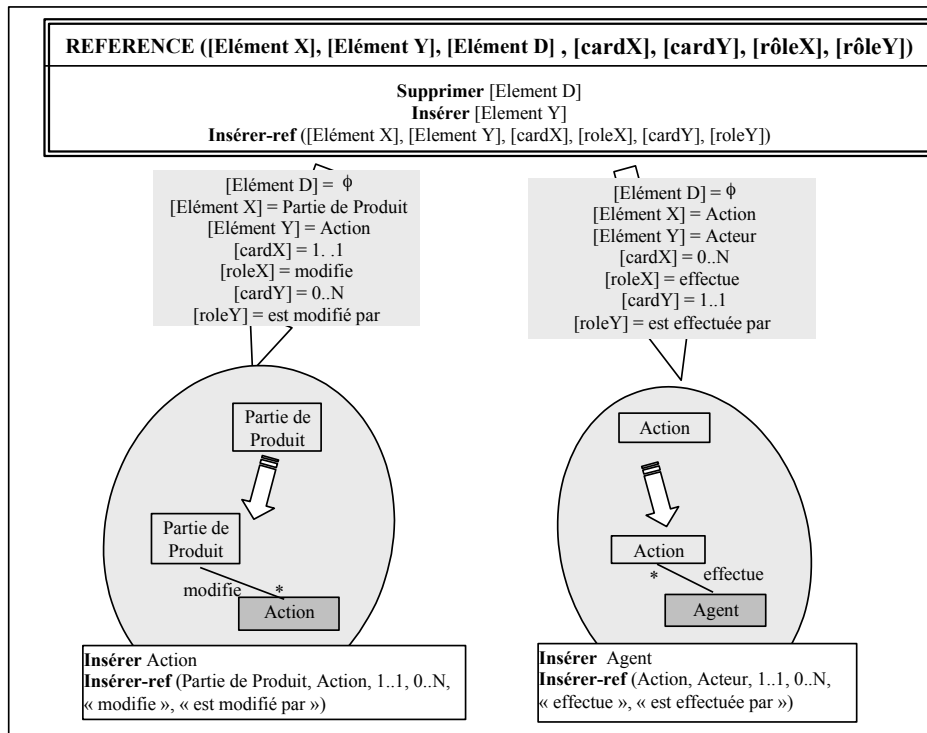 REFERENCE ([Elément X], [Elément Y], [Elément D] , [cardX], [cardY], [rôleX], [rôleY])
Supprimer [Element D]
Insérer [Element Y]
Insérer-ref ([Elément X], [Element Y], [cardX], [roleX], [cardY], [roleY])
[Elément D] = ϕ
[Elément X] = Partie de Produit
[Elément Y] = Action
[cardX] = 1. .1
[roleX] = modifie
[cardY] = 0..N
[roleY] = est modifié par
[Elément D] = ϕ
[Elément X] = Action
[Elément Y] = Acteur
[cardX] = 0..N
[roleX] = effectue
[cardY] = 1..1
[roleY] = est effectuée par
Partie de
Produit
Partie de
Produit
modifie *
Action
Action
Action
* effectue
Agent
Insérer Action
Insérer-ref (Partie de Produit, Action, 1..1, 0..N,
« modifie », « est modifié par »)
Insérer Agent
Insérer-ref (Action, Acteur, 1..1, 0..N,
« effectue », « est effectuée par »)